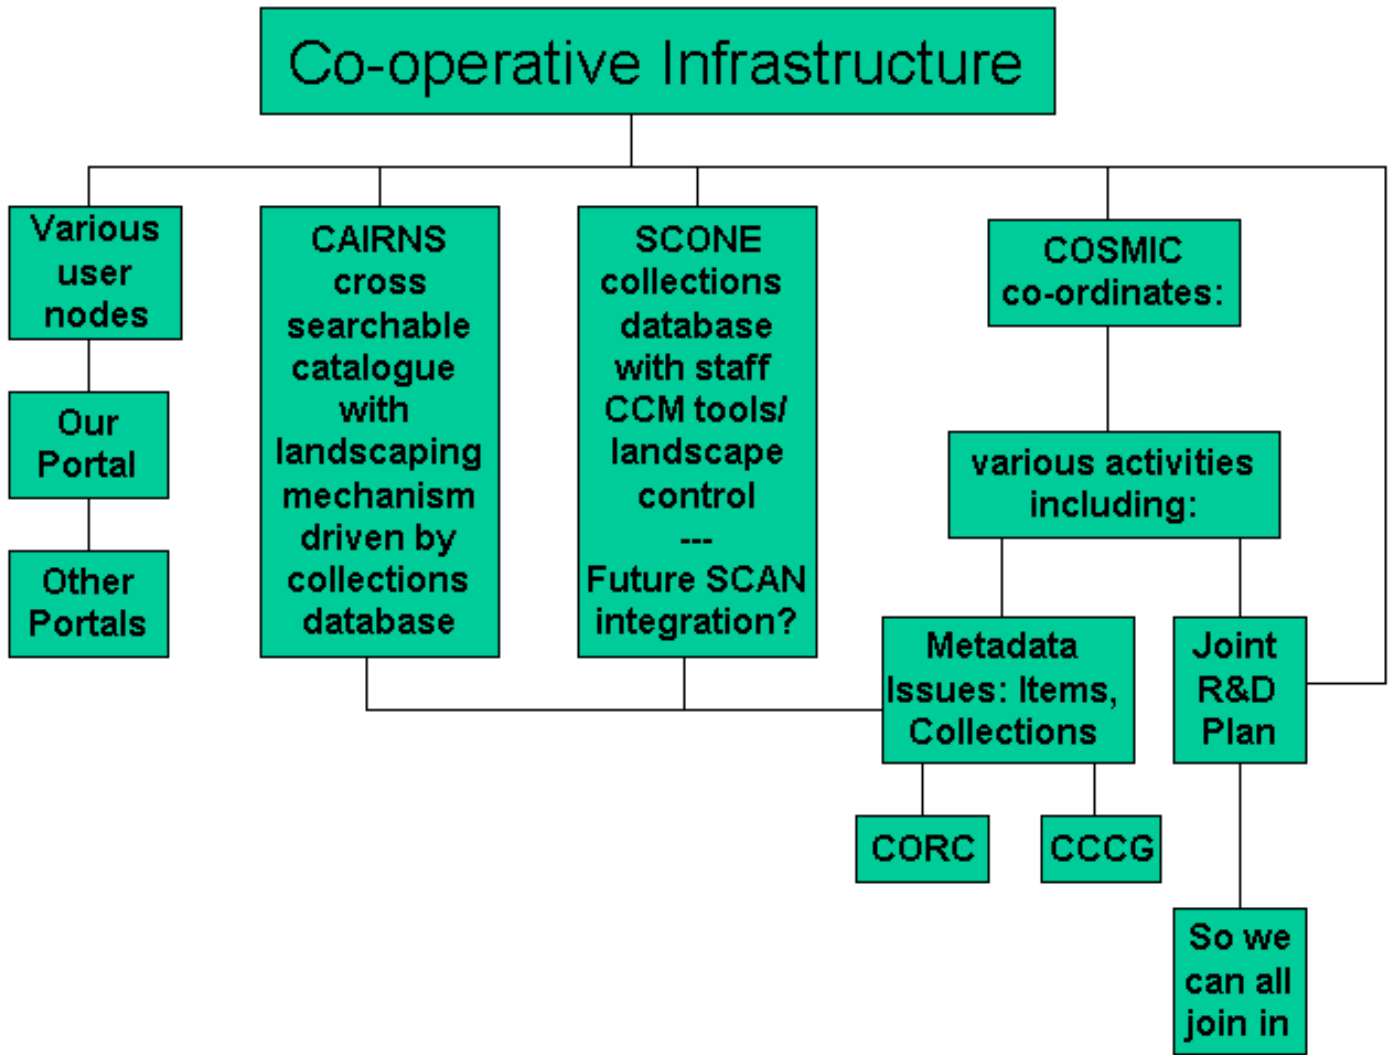 Co-operative Infrastructure
Various
user
nodes
Our
Portal
Other
Portals
CAIRNS
cross
searchable
catalogue
with
landscaping
mechanism
driven by
collections
database
SCONE
collections
database
with staff
CCM tools/
landscape
control
---
Future SCAN
integration?
COSMIC
co-ordinates:
various activities
including:
Metadata
Issues: Items,
Collections
CORC
CCCG
Joint
R&D
Plan
So we
can all
join in